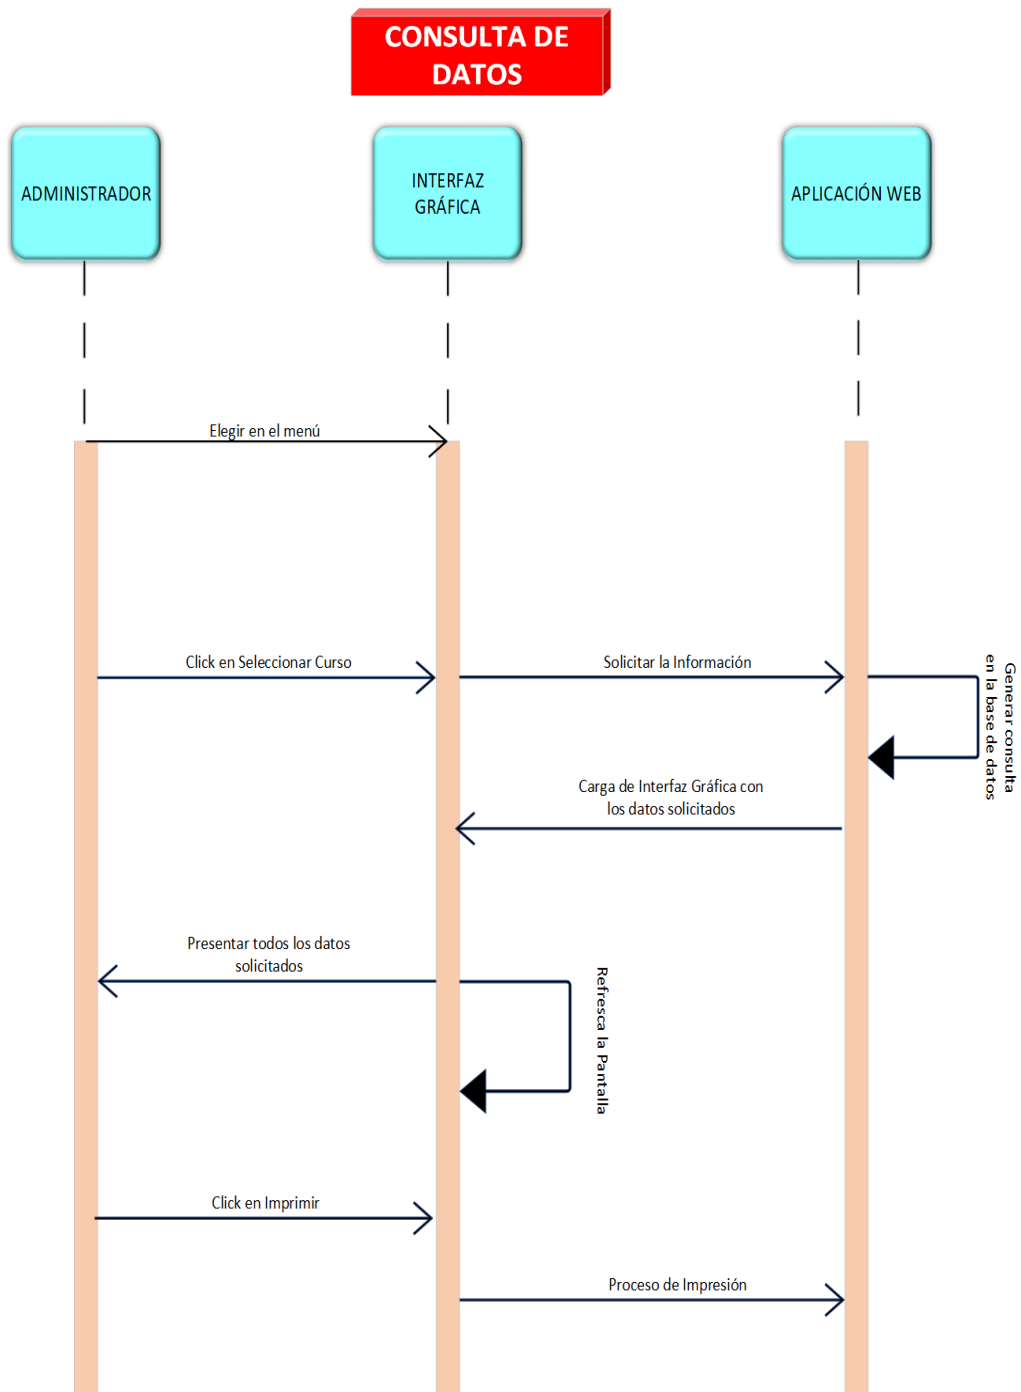 CONSULTA DE
DATOS
ADMINISTRADOR
INTERFAZ
GRÁFICA
APLICACIÓN WEB
Elegir en el menú
Click en Seleccionar Curso
Solicitar la Información
Generar consulta
en la base de datos
Carga de Interfaz Gráfica con
los datos solicitados
Presentar todos los datos
solicitados
Refresca la Pantalla
Click en Imprimir
Proceso de Impresión